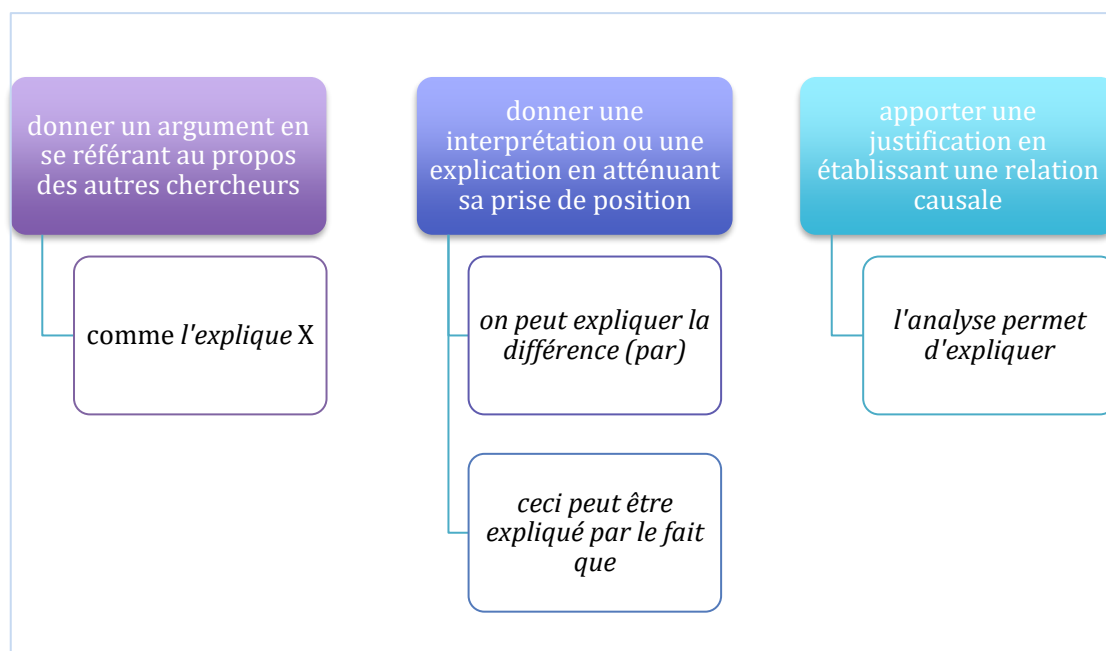 donner un argument en
se référant au propos
des autres chercheurs
comme l'explique X
donner une
interprétation ou une
explication en atténuant
sa prise de position
on peut expliquer la
différence (par)
ceci peut être
expliqué par le fait
que
apporter une
justification en
établissant une relation
causale
l'analyse permet
d'expliquer